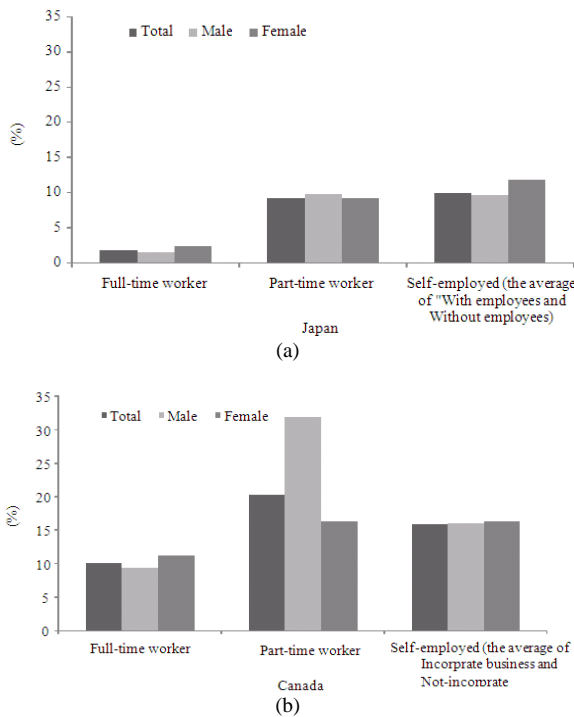 35
30
25
20
15
10
5
0
(%)
Total Male Female
Full-time worker Part-time worker Self-employed (the average
of "With employees and
Without employees)
Japan
(a)
35
30
25
20
15
10
5
0
(%)
Total Male Female
Full-time worker Part-time worker Self-employed (the average of
Incorprate business and
Not-incorprate
Canada
(b)